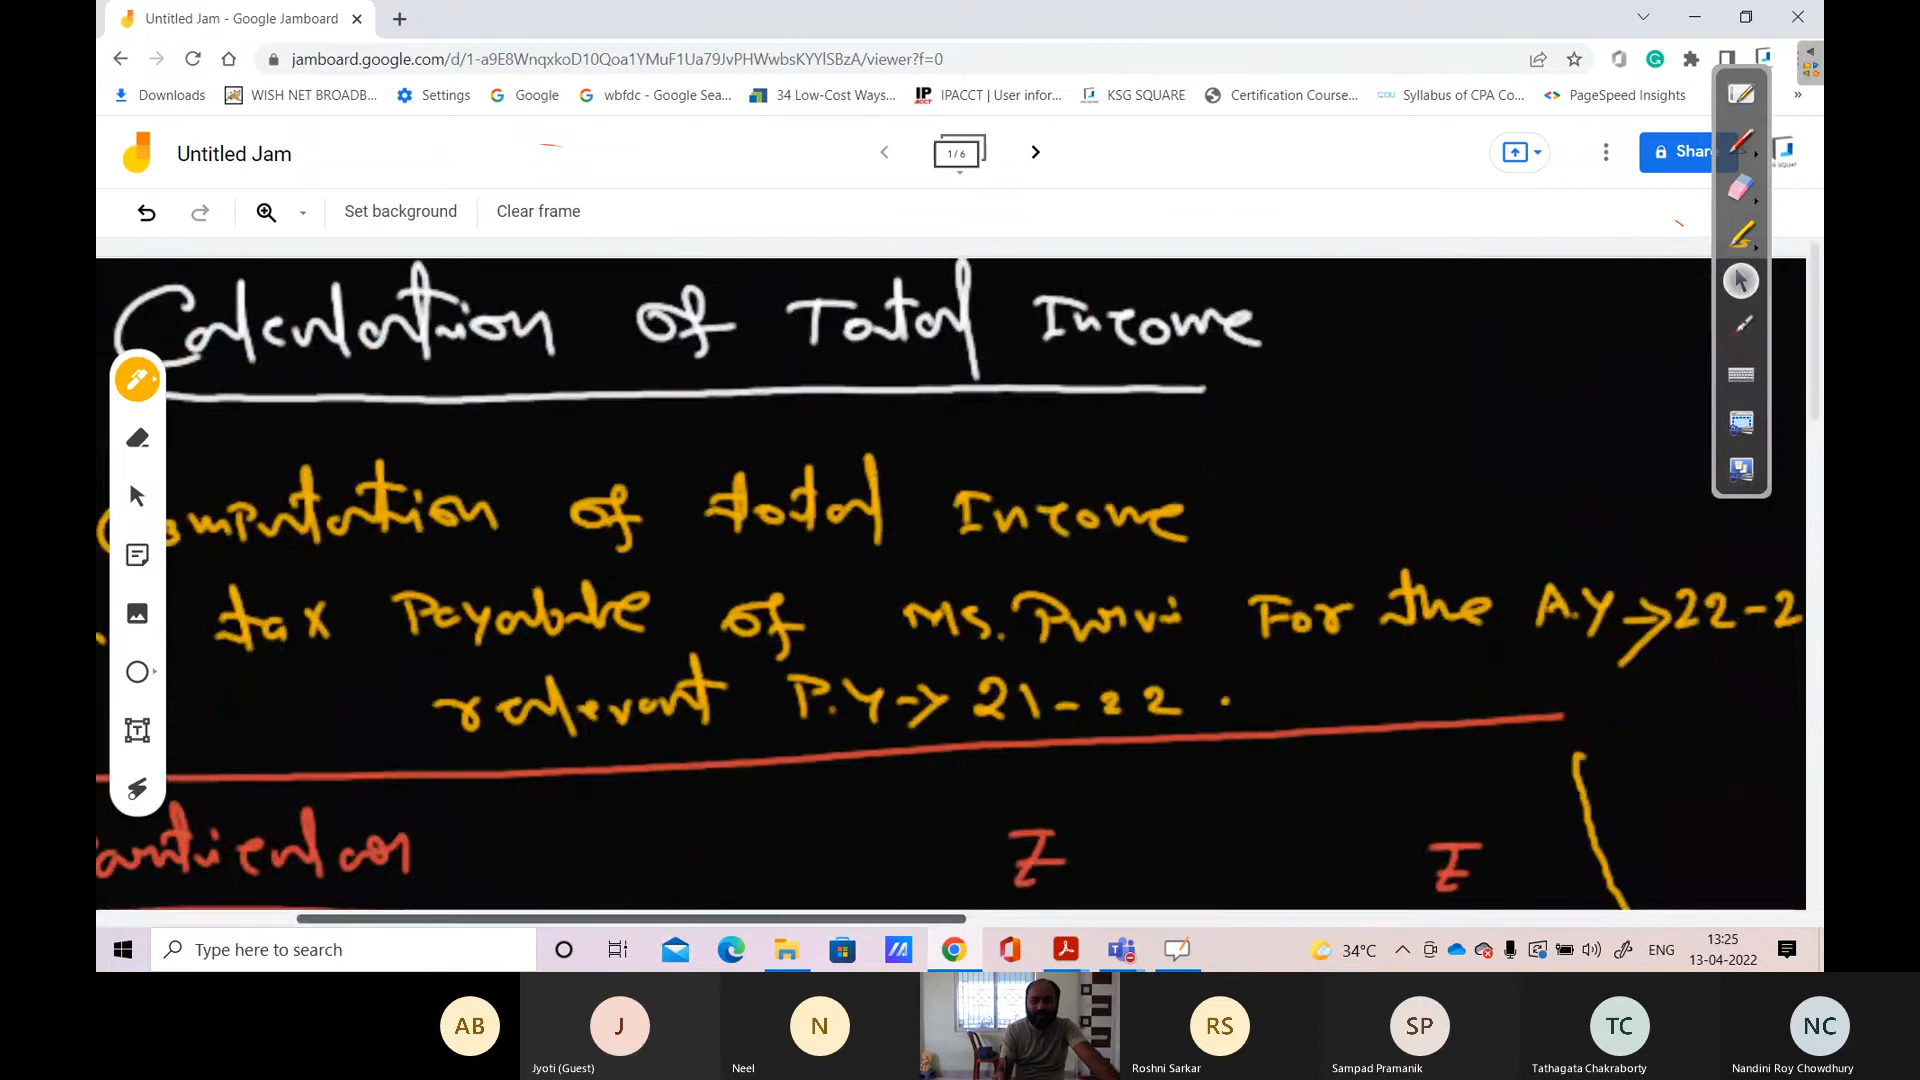 Untitled Jam - Google Jamboard
jamboard.google.com/d/1-a9E8WnqxkoD10Qoa1YMuF1Ua79JvPHWwbsKYYlSBzA/viewer?f=0
Downloads WISH NET BROADB... Settings Google wbfdc - Google Sea... 34 Low-Cost Ways... IPACCT | User infor... KSG SQUARE Certification Course... Syllabus of CPA Co... PageSpeed Insights »
Untitled Jam 1/6 Shar
Set background Clear frame
Calculation of Total Income
omputation of total Income
tax Payable of Ms. Purvi For the A.Y → 22-2
relevant P.Y → 21-22.
articular ₹ ₹
Type here to search 34°C ENG 13:25
13-04-2022
AB J N RS SP TC NC
Jyoti (Guest) Neel Roshni Sarkar Sampad Pramanik Tathagata Chakraborty Nandini Roy Chowdhury